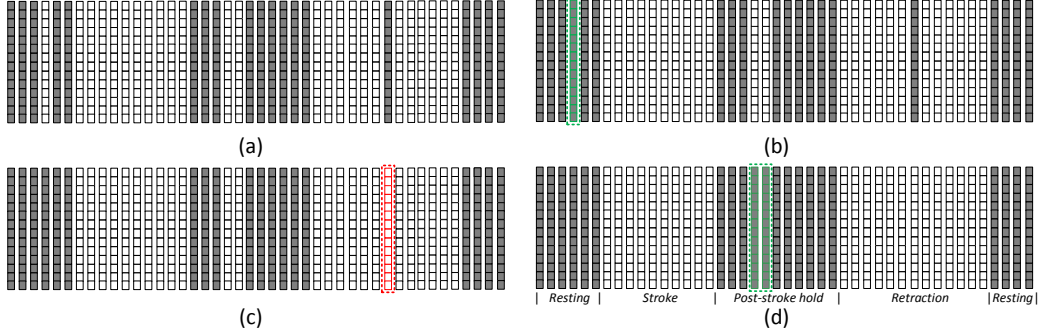 (a)
(b)
| Resting | Stroke | Post-stroke hold | Retraction | Resting |
(c)
(d)